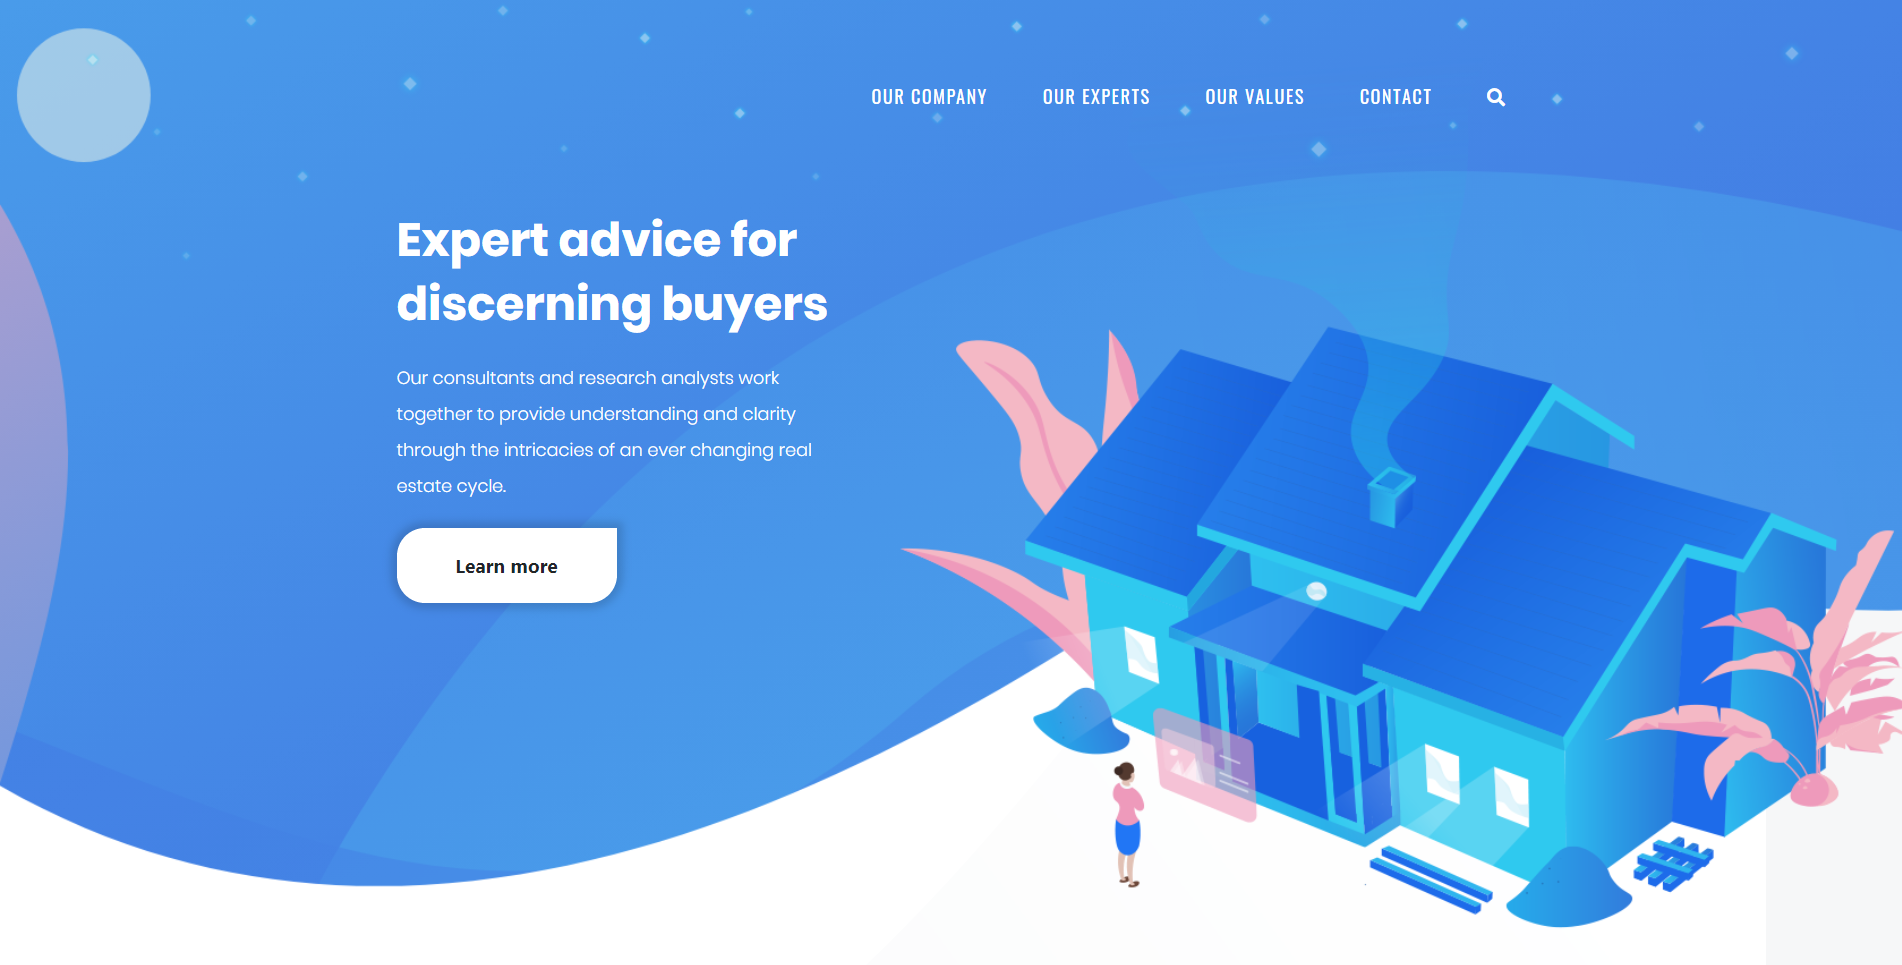 OUR COMPANY OUR EXPERTS OUR VALUES CONTACT
Expert advice for
discerning buyers
Our consultants and research analysts work
together to provide understanding and clarity
through the intricacies of an ever changing real
estate cycle.
Learn more